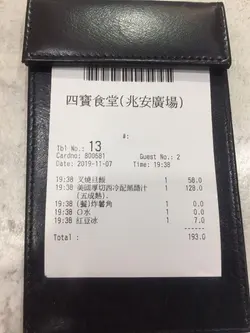 四寶食堂(兆安廣場)
#:
Tbl No.: 13
Cardno: 800681 Guest No.: 2
Date: 2019-11-07 Time: 19:38
19:38 叉燒班飯 1 58.0
19:38 美國厚切西冷配黑醋汁 1 128.0
(五成熟).
19:38 (餐)炸薯角 1 0.0
19:38 O水 1 0.0
19:38 紅豆冰 1 7.0
Total : 193.0